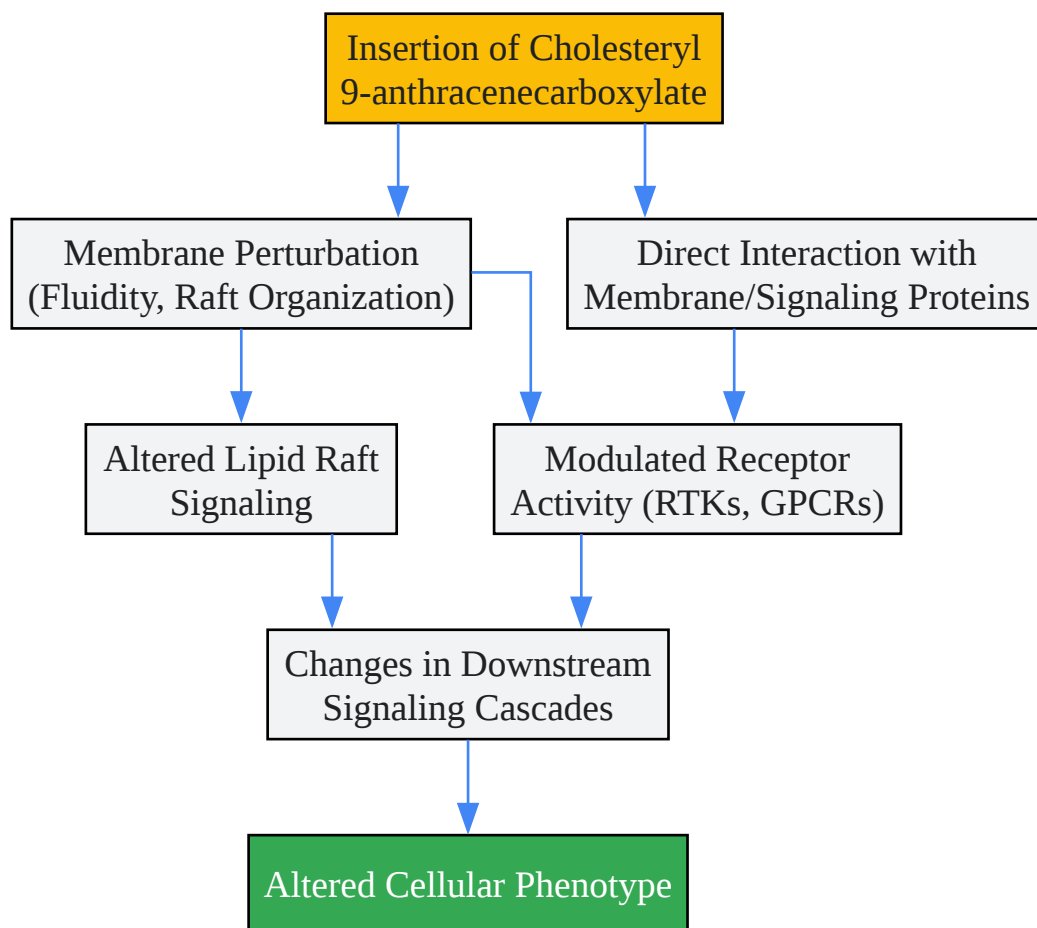 Insertion of Cholesteryl
9-anthracenecarboxylate
Membrane Perturbation
(Fluidity, Raft Organization)
Direct Interaction with
Membrane/Signaling Proteins
Altered Lipid Raft
Signaling
Modulated Receptor
Activity (RTKs, GPCRs)
Changes in Downstream
Signaling Cascades
Altered Cellular Phenotype